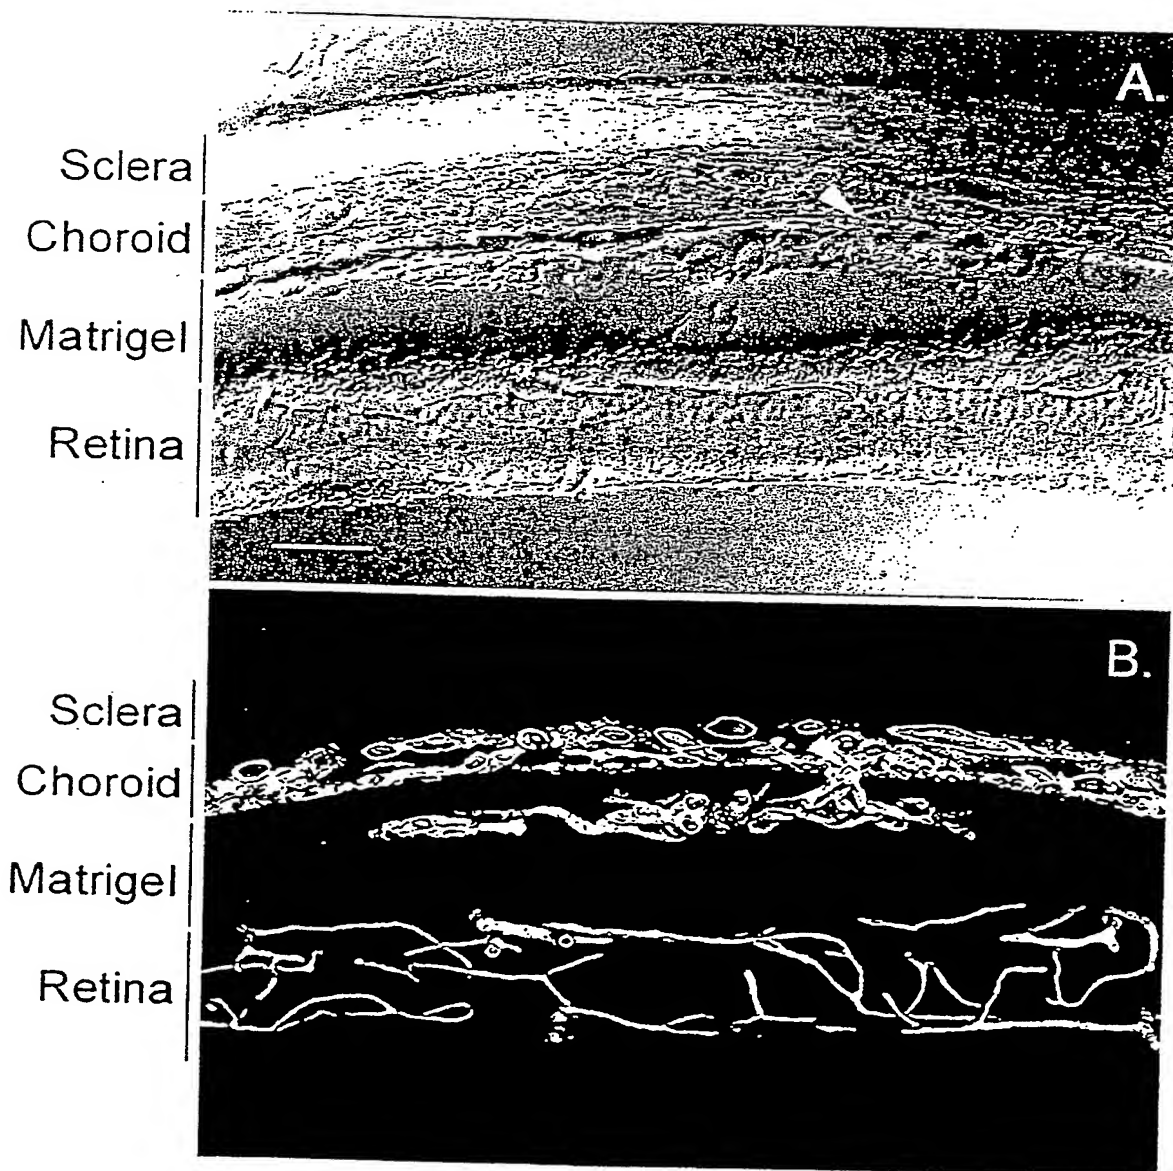 A.
Sclera
Choroid
Matrigel
Retina
B.
Sclera
Choroid
Matrigel
Retina